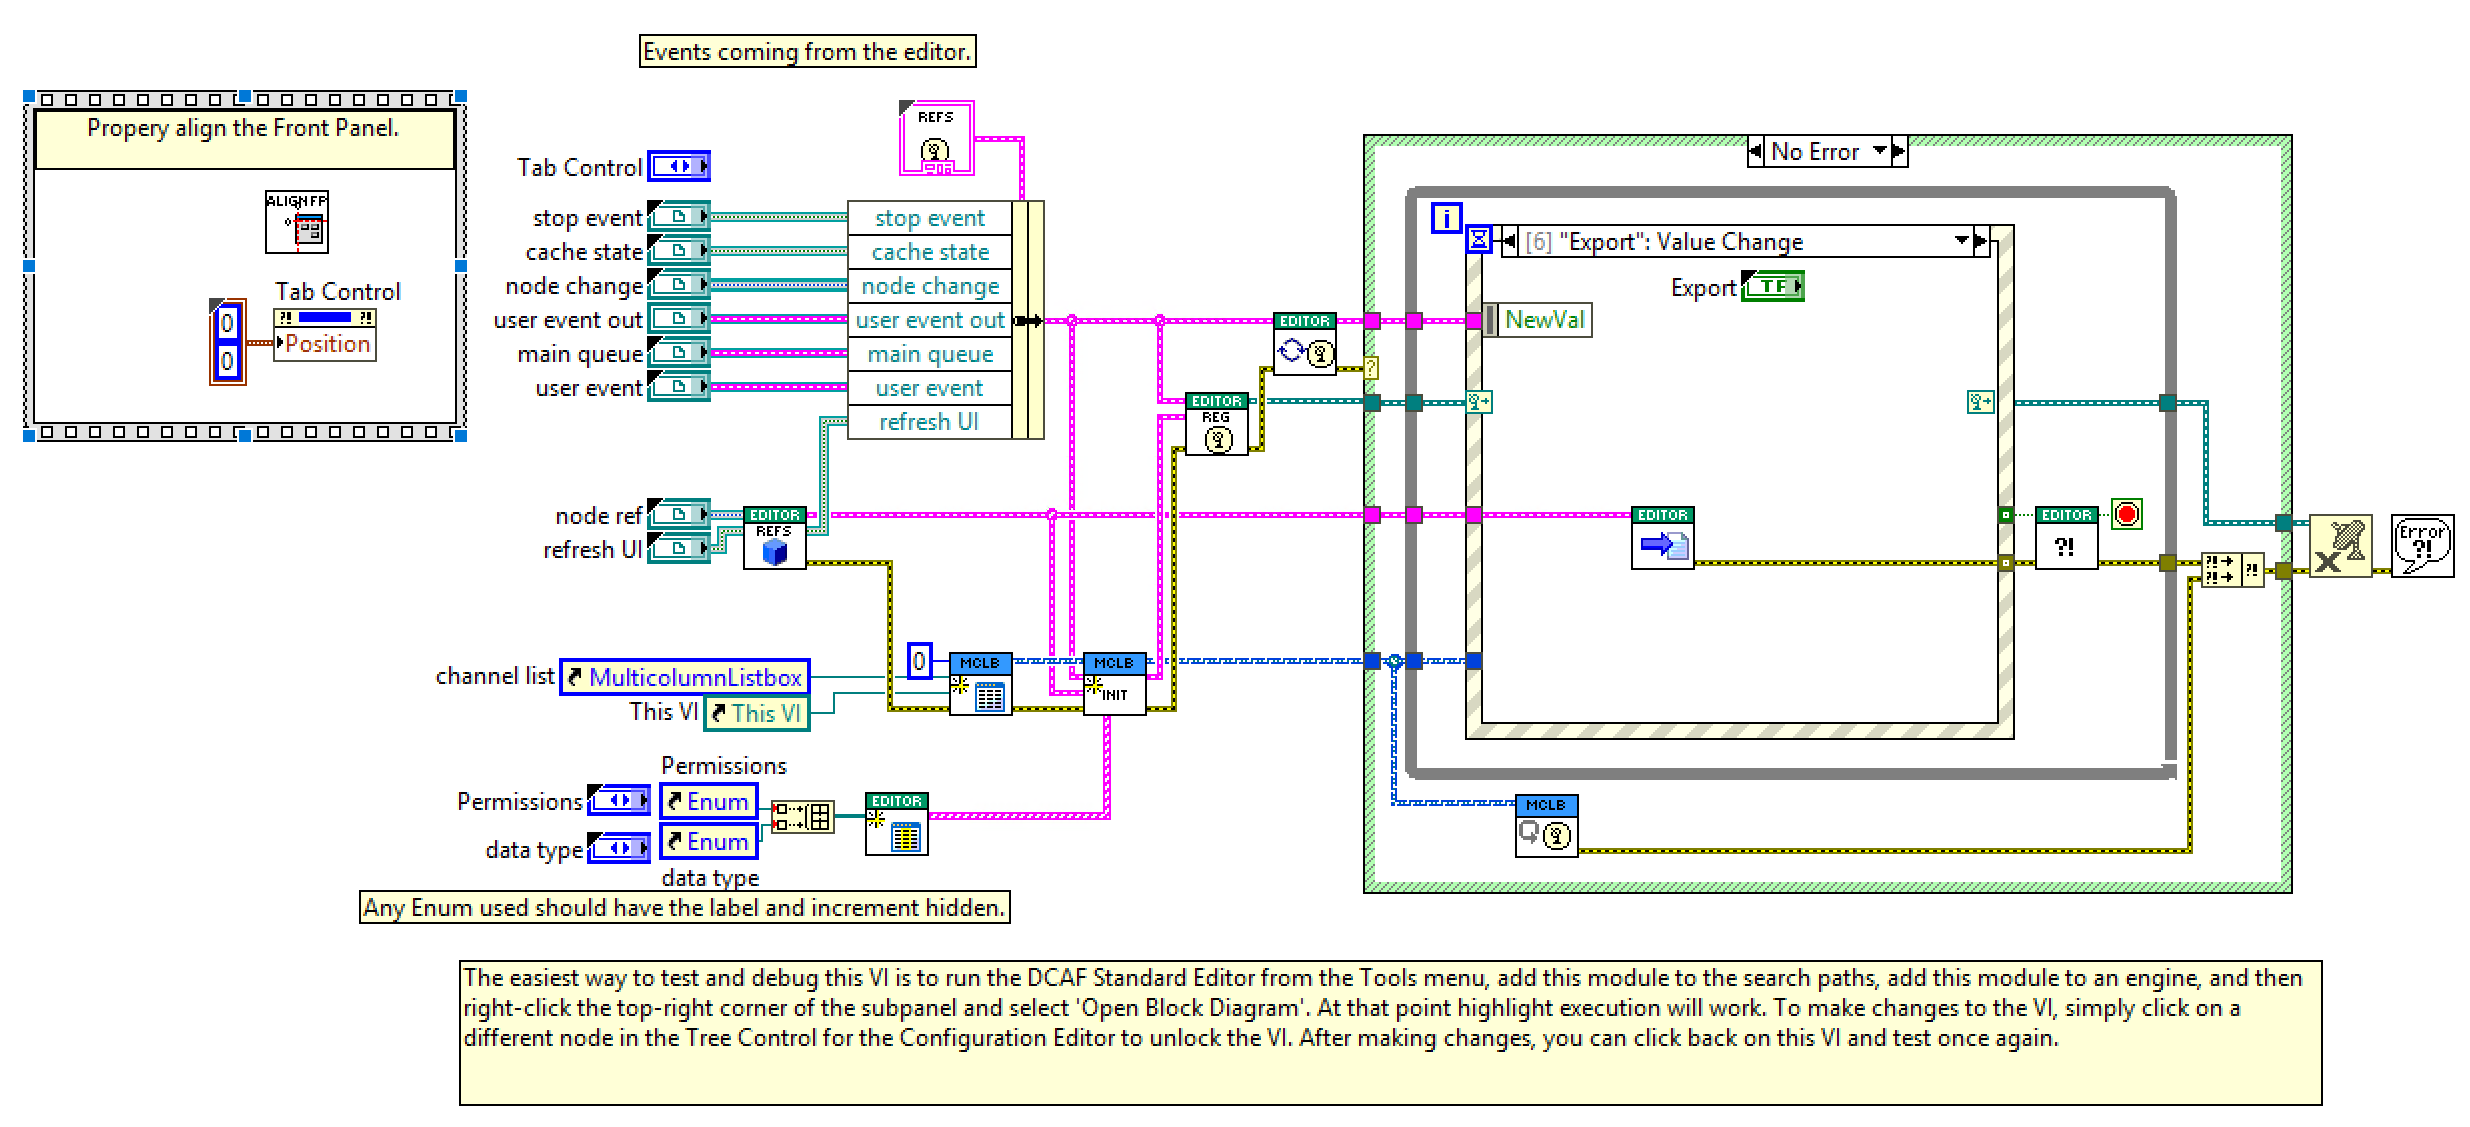 Events coming from the editor.
Propery align the Front Panel.
ALIGN FP
Tab Control
0
0
Position
REFS
Tab Control
stop event
cache state
node change
user event out
main queue
user event
stop event
cache state
node change
user event out
main queue
user event
refresh UI
node ref
refresh UI
EDITOR
REFS
EDITOR
REG
EDITOR
No Error
i
[6] "Export": Value Change
Export
TF
NewVal
EDITOR
EDITOR
?!
Error
?!
channel list
MulticolumnListbox
This VI
This VI
0
MCLB
MCLB
INIT
Permissions
Permissions
Enum
data type
Enum
data type
EDITOR
MCLB
Any Enum used should have the label and increment hidden.
The easiest way to test and debug this VI is to run the DCAF Standard Editor from the Tools menu, add this module to the search paths, add this module to an engine, and then
right-click the top-right corner of the subpanel and select 'Open Block Diagram'. At that point highlight execution will work. To make changes to the VI, simply click on a
different node in the Tree Control for the Configuration Editor to unlock the VI. After making changes, you can click back on this VI and test once again.